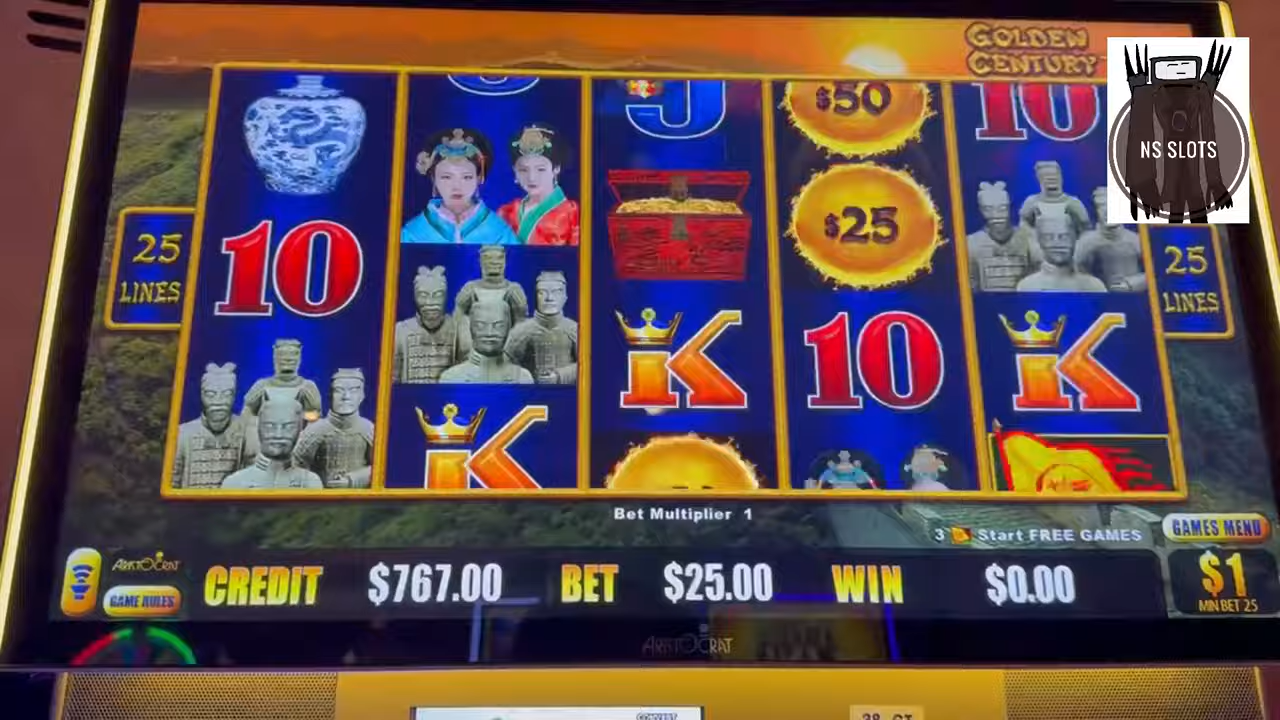 GOLDEN
CENTURY
NS SLOTS
$50
10
J
$25
10
25
LINES
25
LINES
K
10
K
K
Bet Multiplier 1
3 Start FREE GAMES
GAMES MENU
ARISTOCRAT
GAME RULES
CREDIT $767.00 BET $25.00 WIN $0.00
$1
MIN BET 25
ARISTOCRAT